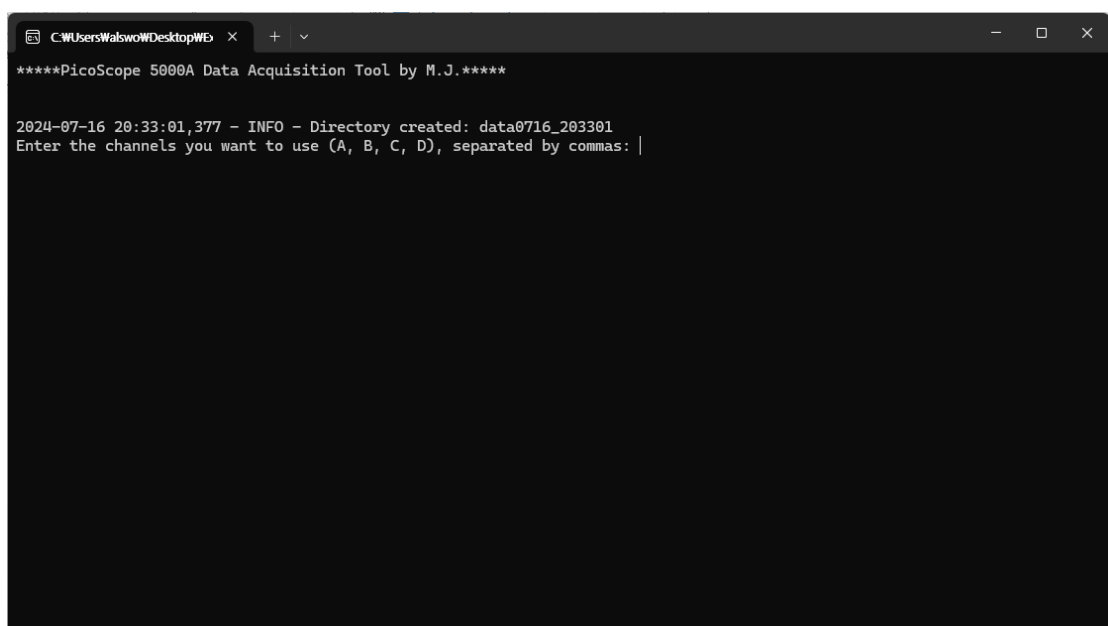 C:₩Users₩alswo₩Desktop₩Ex
*****PicoScope 5000A Data Acquisition Tool by M.J.*****
2024-07-16 20:33:01,377 - INFO - Directory created: data0716_203301
Enter the channels you want to use (A, B, C, D), separated by commas: